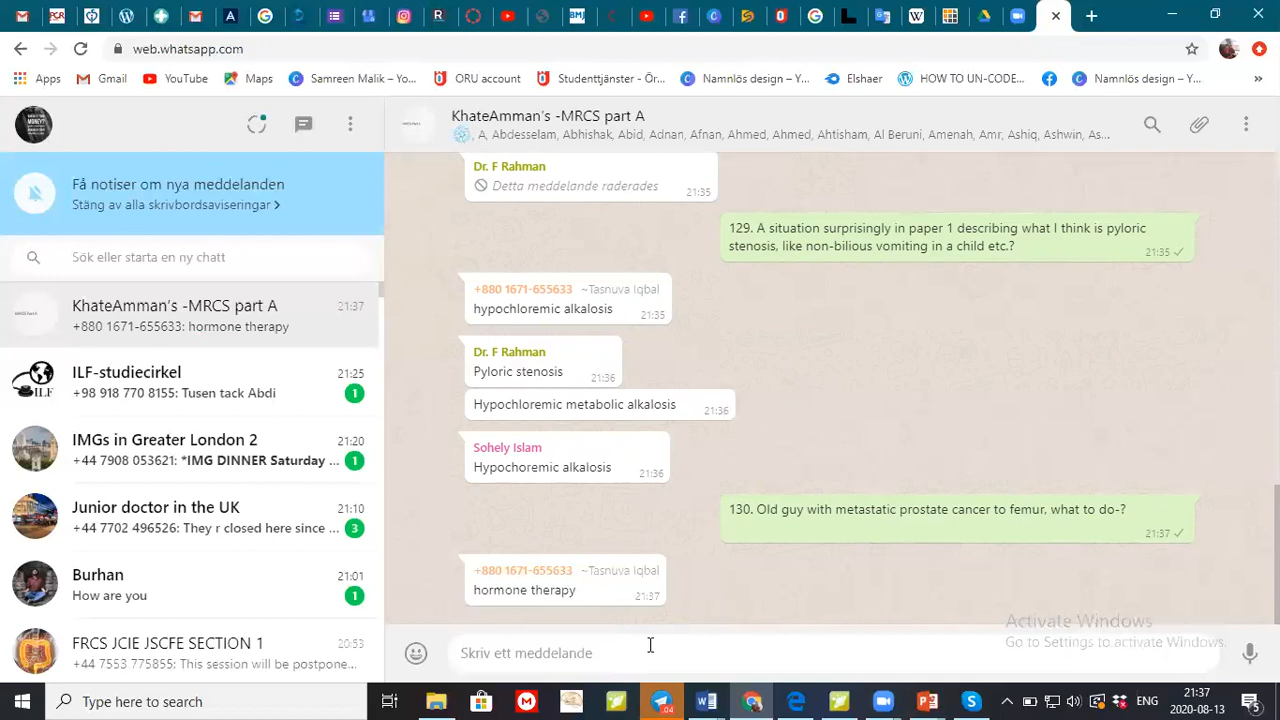 web.whatsapp.com
Apps
Gmail
YouTube
Maps
Samreen Malik – Yo...
ORU account
Studenttjänster - Ör...
Namnlös design – Y...
Elshaer
HOW TO UN-CODE...
Namnlös design – Y...
»
Få notiser om nya meddelanden
Stäng av alla skrivbordsaviseringar
Sök eller starta en ny chatt
KhateAmman's -MRCS part A 21:37
+880 1671-655633: hormone therapy
ILF-studiecirkel 21:25
+98 918 770 8155: Tusen tack Abdi 1
IMGs in Greater London 2 21:20
+44 7908 053621: *IMG DINNER Saturday ... 1
Junior doctor in the UK 21:10
+44 7702 496526: They r closed here since ... 3
Burhan 21:01
How are you 1
FRCS JCIE JSCFE SECTION 1 20:53
+44 7553 775855: This session will be postpone...
KhateAmman's -MRCS part A
A, Abdesselam, Abhishak, Abid, Adnan, Afnan, Ahmed, Ahmed, Ahtisham, Al Beruni, Amenah, Amr, Ashiq, Ashwin, As...
Dr. F Rahman
Detta meddelande raderades 21:35
129. A situation surprisingly in paper 1 describing what I think is pyloric
stenosis, like non-bilious vomiting in a child etc.?
21:35
+880 1671-655633 ~Tasnuva Iqbal
hypochloremic alkalosis 21:35
Dr. F Rahman
Pyloric stenosis 21:36
Hypochloremic metabolic alkalosis 21:36
Sohely Islam
Hypochoremic alkalosis 21:36
130. Old guy with metastatic prostate cancer to femur, what to do-?
21:37
+880 1671-655633 ~Tasnuva Iqbal
hormone therapy 21:37
Skriv ett meddelande
Activate Windows
Go to Settings to activate Windows.
Type here to search
ENG
21:37
2020-08-13
5